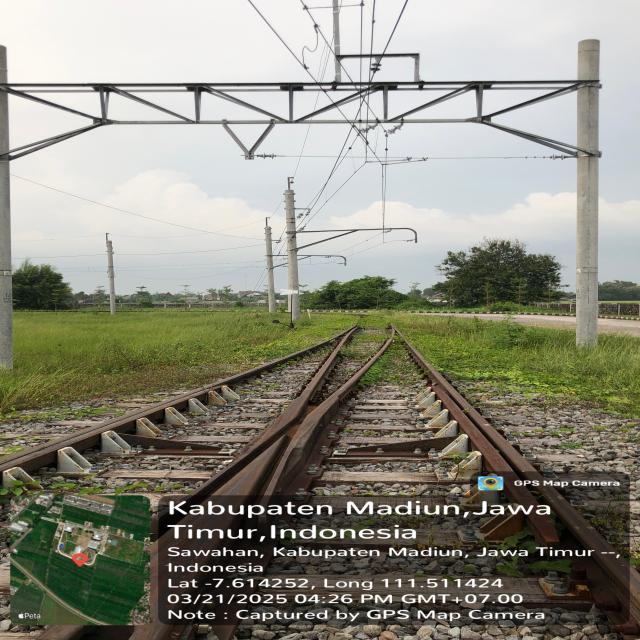 GPS Map Camera
Kabupaten Madiun,Jawa
Timur,Indonesia
Sawahan, Kabupaten Madiun, Jawa Timur --,
Indonesia
Lat -7.614252, Long 111.511424
03/21/2025 04:26 PM GMT+07.00
Note : Captured by GPS Map Camera
Peta